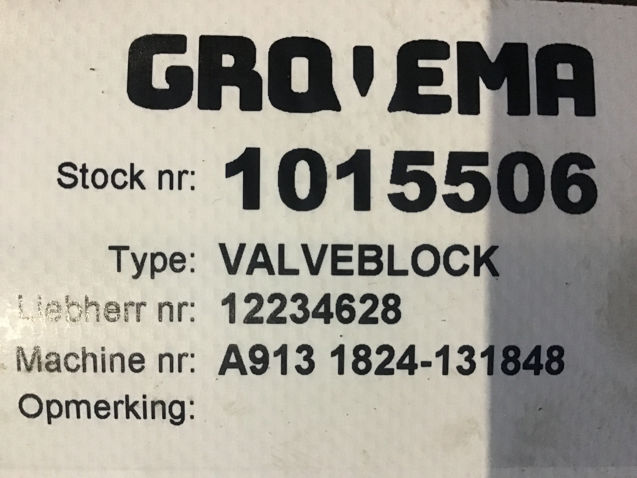 GROVEMA
Stock nr: 1015506
Type: VALVEBLOCK
Liebherr nr: 12234628
Machine nr: A913 1824-131848
Opmerking: